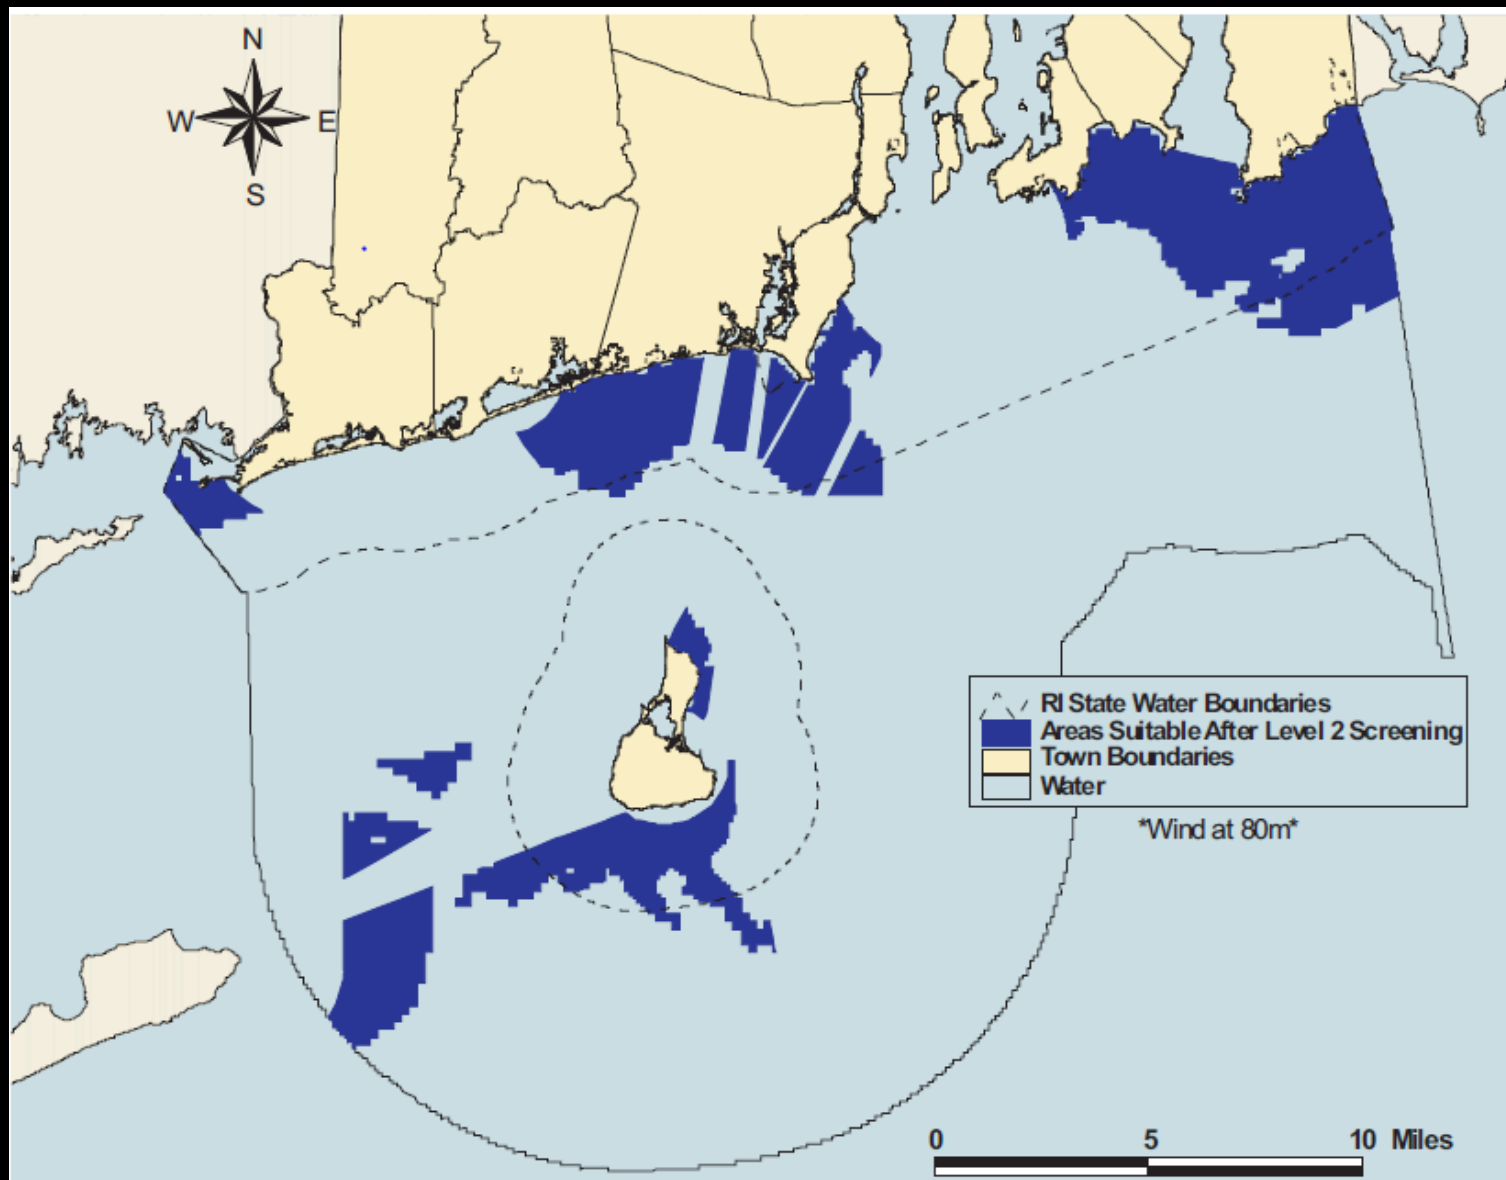 N
W E
S
RI State Water Boundaries
Areas Suitable After Level 2 Screening
Town Boundaries
Water
*Wind at 80m*
0 5 10 Miles